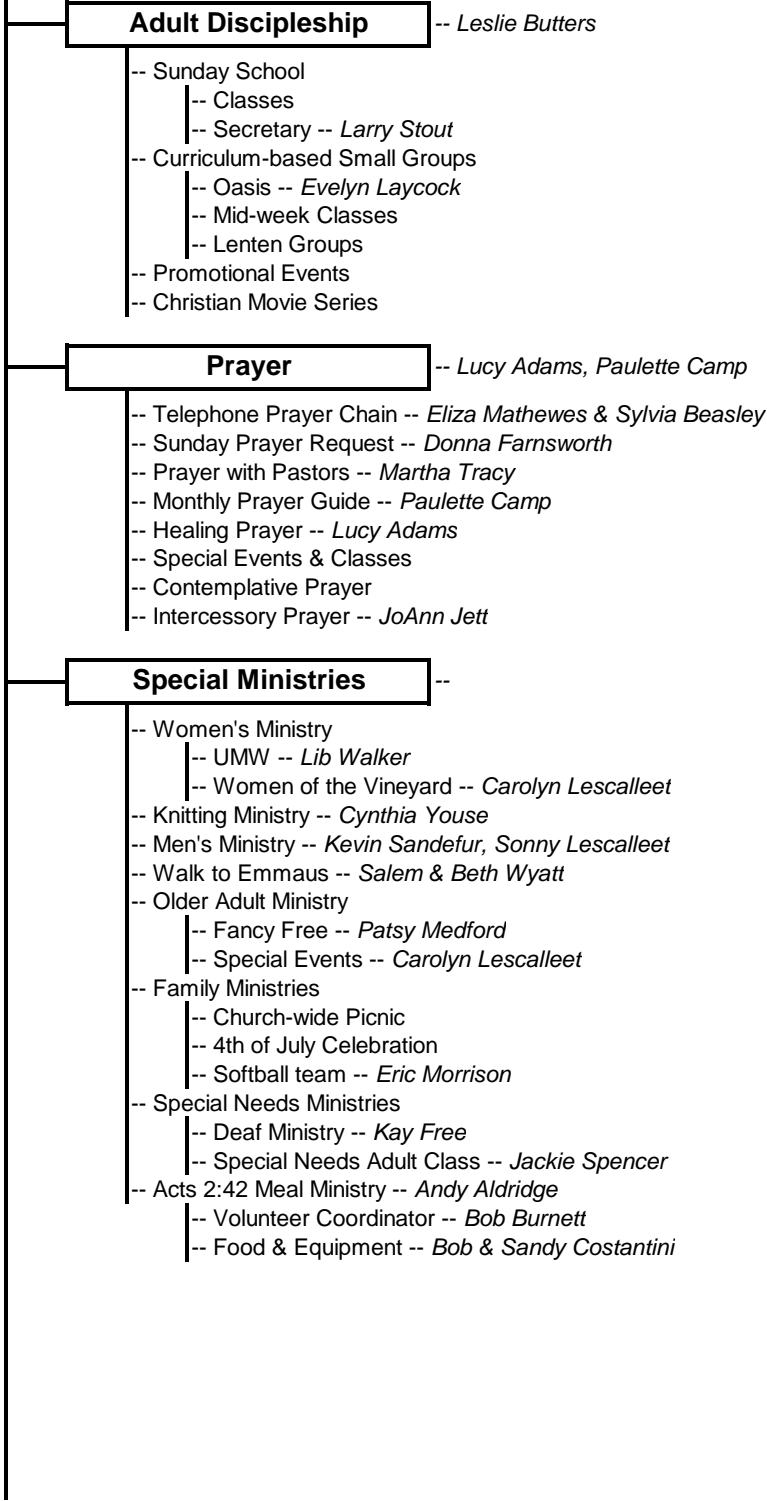 Adult Discipleship -- Leslie Butters
-- Sunday School
-- Classes
-- Secretary -- Larry Stout
-- Curriculum-based Small Groups
-- Oasis -- Evelyn Laycock
-- Mid-week Classes
-- Lenten Groups
-- Promotional Events
-- Christian Movie Series
Prayer -- Lucy Adams, Paulette Camp
-- Telephone Prayer Chain -- Eliza Mathewes & Sylvia Beasley
-- Sunday Prayer Request -- Donna Farnsworth
-- Prayer with Pastors -- Martha Tracy
-- Monthly Prayer Guide -- Paulette Camp
-- Healing Prayer -- Lucy Adams
-- Special Events & Classes
-- Contemplative Prayer
-- Intercessory Prayer -- JoAnn Jett
Special Ministries --
-- Women's Ministry
-- UMW -- Lib Walker
-- Women of the Vineyard -- Carolyn Lescalleet
-- Knitting Ministry -- Cynthia Youse
-- Men's Ministry -- Kevin Sandefur, Sonny Lescalleet
-- Walk to Emmaus -- Salem & Beth Wyatt
-- Older Adult Ministry
-- Fancy Free -- Patsy Medford
-- Special Events -- Carolyn Lescalleet
-- Family Ministries
-- Church-wide Picnic
-- 4th of July Celebration
-- Softball team -- Eric Morrison
-- Special Needs Ministries
-- Deaf Ministry -- Kay Free
-- Special Needs Adult Class -- Jackie Spencer
-- Acts 2:42 Meal Ministry -- Andy Aldridge
-- Volunteer Coordinator -- Bob Burnett
-- Food & Equipment -- Bob & Sandy Costantini